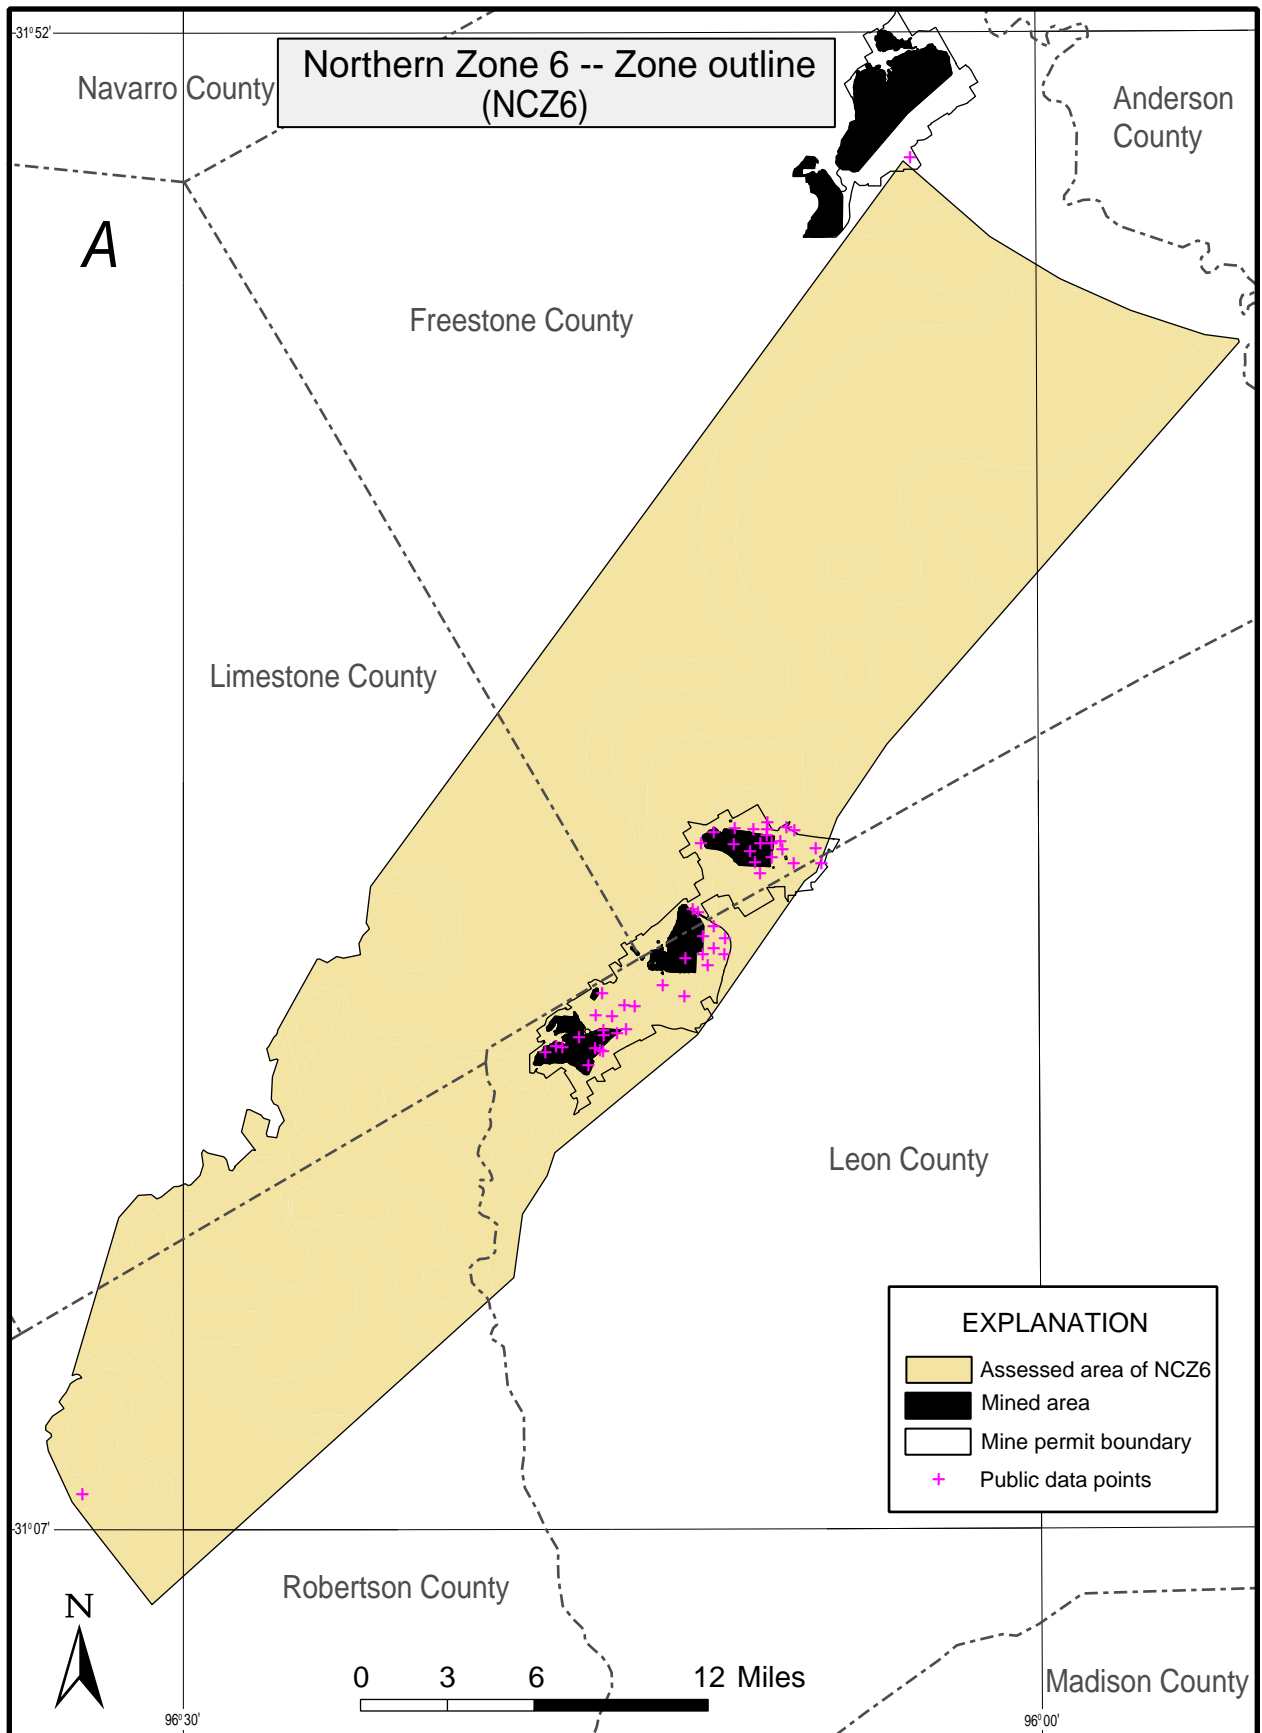 31°52'
Northern Zone 6 -- Zone outline
(NCZ6)
Navarro County
Anderson
County
A
Freestone County
Limestone County
Leon County
EXPLANATION
Assessed area of NCZ6
Mined area
Mine permit boundary
Public data points
31°07'
Robertson County
N
0 3 6 12 Miles
Madison County
96°30'
96°00'